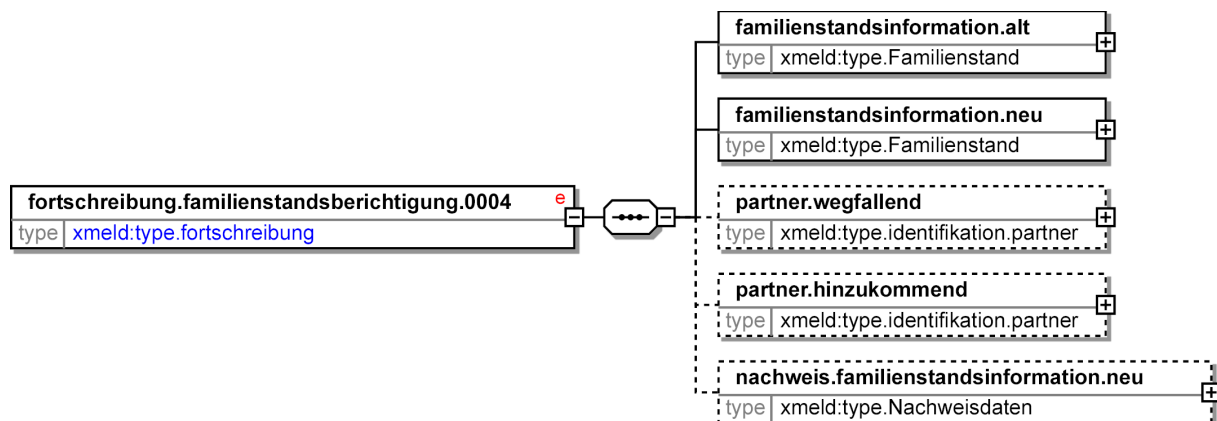 familienstandsinformation.alt
type xmeld:type.Familienstand
familienstandsinformation.neu
type xmeld:type.Familienstand
fortschreibung.familienstandsberichtigung.0004 e
type xmeld:type.fortschreibung
partner.wegfallend
type xmeld:type.identifikation.partner
partner.hinzukommend
type xmeld:type.identifikation.partner
nachweis.familienstandsinformation.neu
type xmeld:type.Nachweisdaten